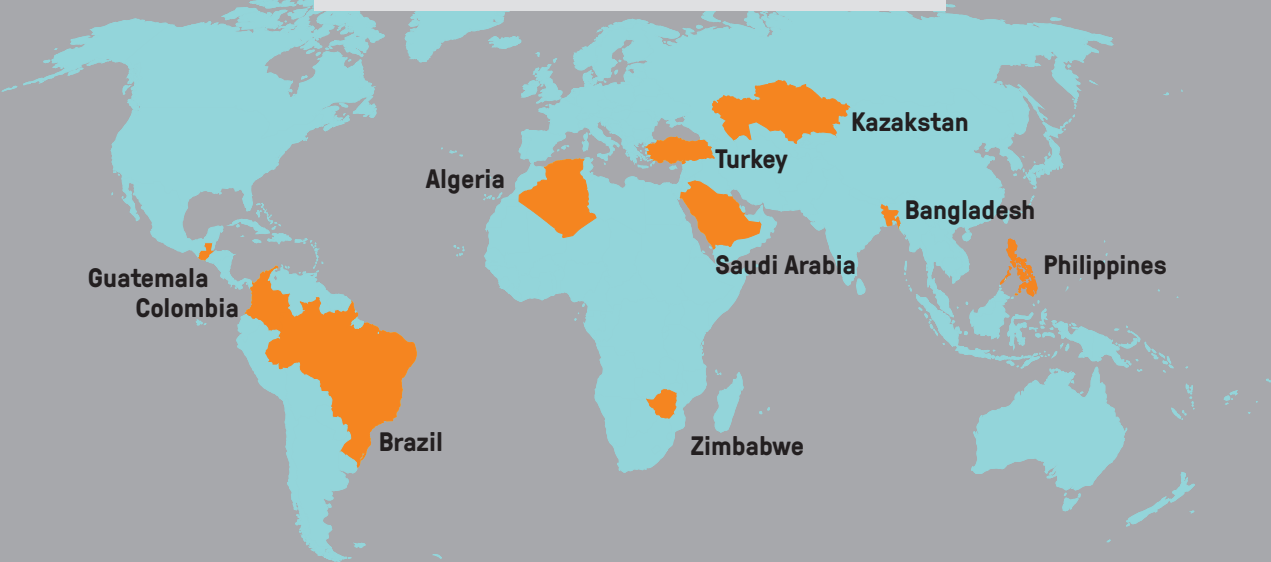 Kazakstan
Turkey
Algeria
Bangladesh
Saudi Arabia
Philippines
Guatemala
Colombia
Brazil
Zimbabwe